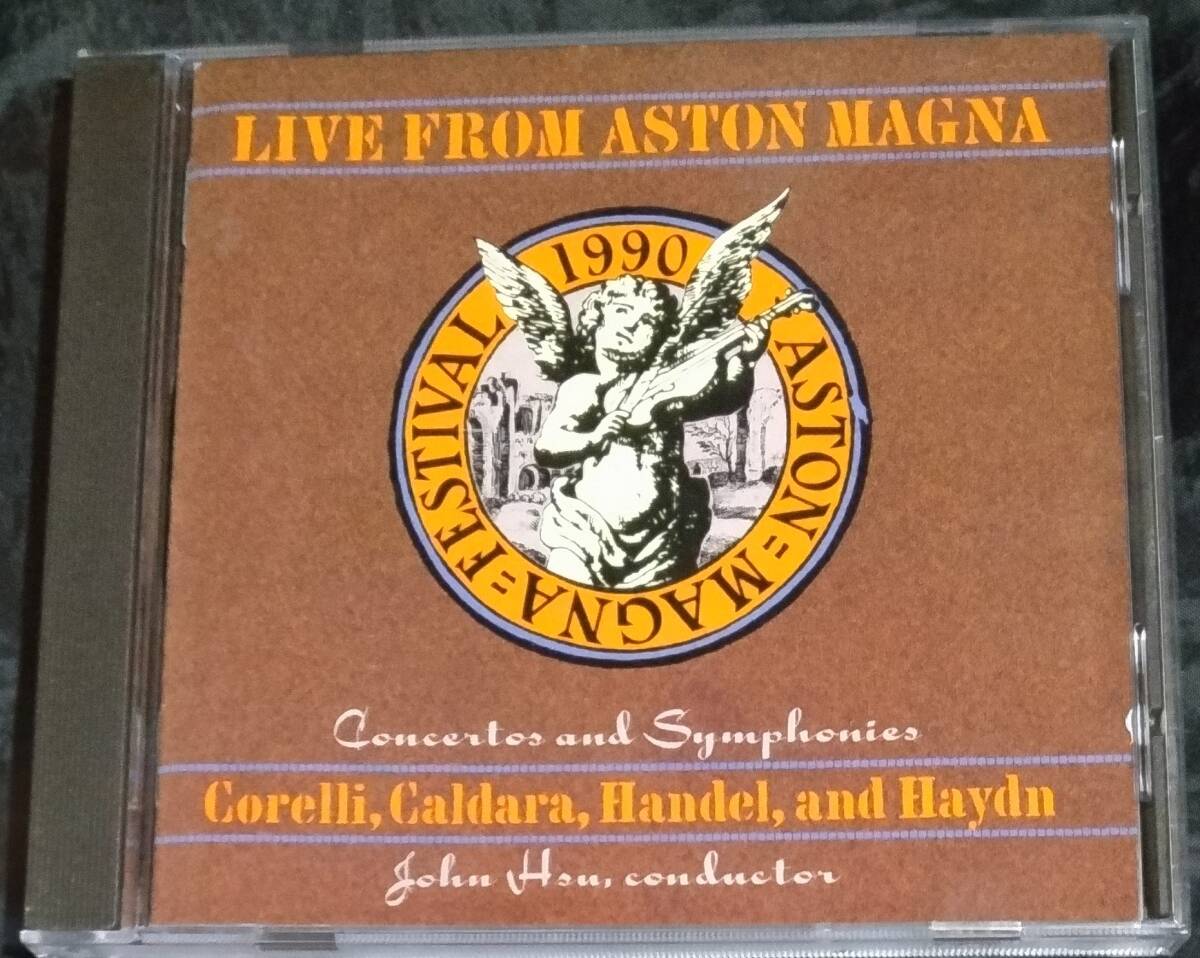 LIVE FROM ASTON MAGNA
1990 ASTON = MAGNA = FESTIVAL
Concertos and Symphonies
Corelli, Caldara, Handel, and Haydn
John Hsu, conductor